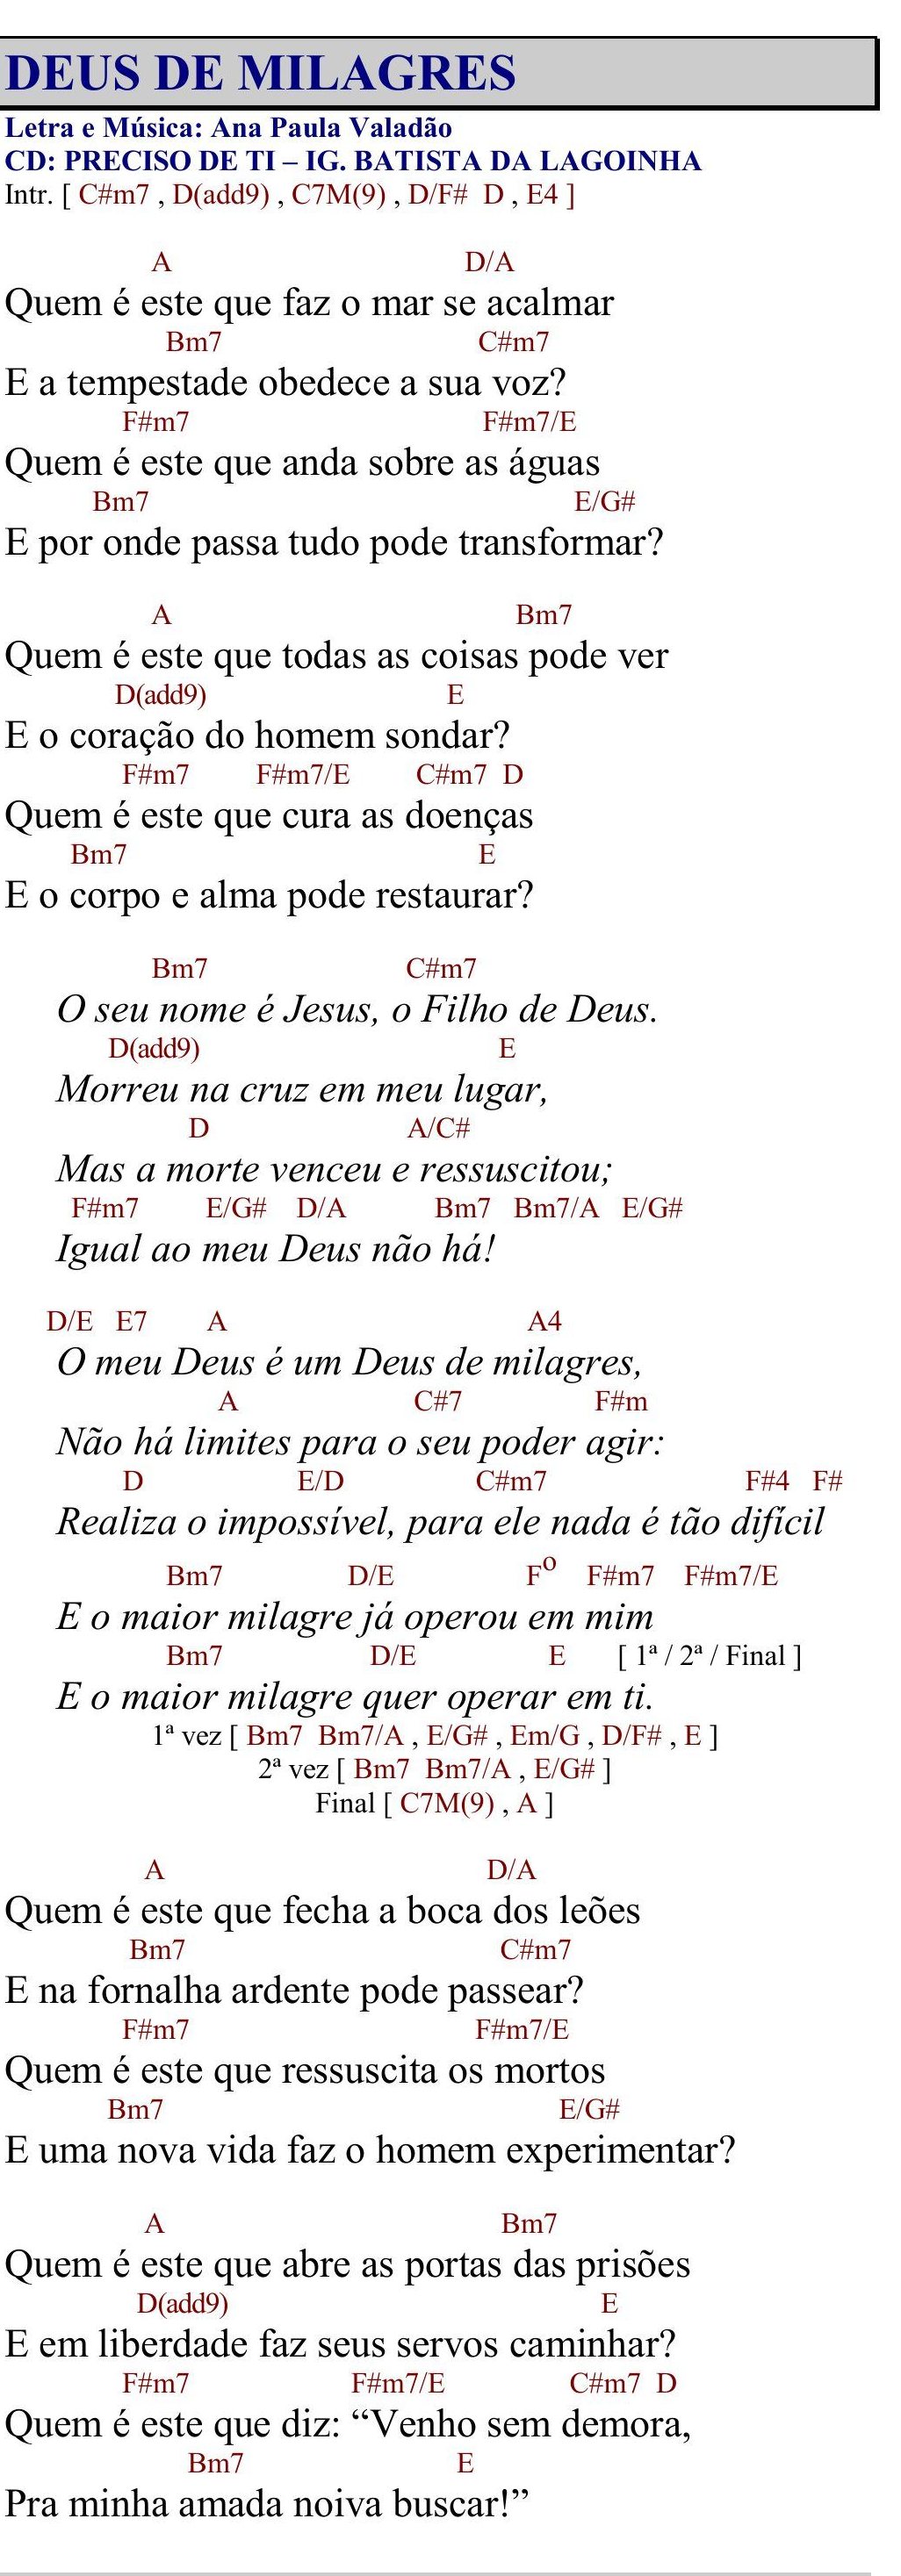 DEUS DE MILAGRES
Letra e Música: Ana Paula Valadão
CD: PRECISO DE TI – IG. BATISTA DA LAGOINHA
Intr. [ C#m7 , D(add9) , C7M(9) , D/F# D , E4 ]
A D/A
Quem é este que faz o mar se acalmar
Bm7 C#m7
E a tempestade obedece a sua voz?
F#m7 F#m7/E
Quem é este que anda sobre as águas
Bm7 E/G#
E por onde passa tudo pode transformar?
A Bm7
Quem é este que todas as coisas pode ver
D(add9) E
E o coração do homem sondar?
F#m7 F#m7/E C#m7 D
Quem é este que cura as doenças
Bm7 E
E o corpo e alma pode restaurar?
Bm7 C#m7
O seu nome é Jesus, o Filho de Deus.
D(add9) E
Morreu na cruz em meu lugar,
D A/C#
Mas a morte venceu e ressuscitou;
F#m7 E/G# D/A Bm7 Bm7/A E/G#
Igual ao meu Deus não há!
D/E E7 A A4
O meu Deus é um Deus de milagres,
A C#7 F#m
Não há limites para o seu poder agir:
D E/D C#m7 F#4 F#
Realiza o impossível, para ele nada é tão difícil
Bm7 D/E Fº F#m7 F#m7/E
E o maior milagre já operou em mim
Bm7 D/E E [ 1ª / 2ª / Final ]
E o maior milagre quer operar em ti.
1ª vez [ Bm7 Bm7/A , E/G# , Em/G , D/F# , E ]
2ª vez [ Bm7 Bm7/A , E/G# ]
Final [ C7M(9) , A ]
A D/A
Quem é este que fecha a boca dos leões
Bm7 C#m7
E na fornalha ardente pode passear?
F#m7 F#m7/E
Quem é este que ressuscita os mortos
Bm7 E/G#
E uma nova vida faz o homem experimentar?
A Bm7
Quem é este que abre as portas das prisões
D(add9) E
E em liberdade faz seus servos caminhar?
F#m7 F#m7/E C#m7 D
Quem é este que diz: “Venho sem demora,
Bm7 E
Pra minha amada noiva buscar!”